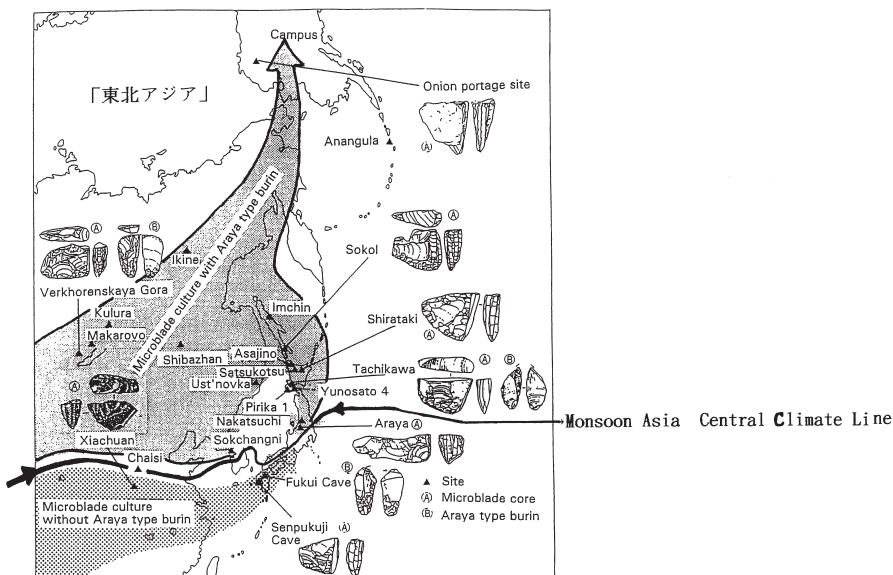 Campus
「東北アジア」
Onion portage site
Ⓐ
Anangula
Microblade culture with Araya type burin
Ⓐ
Ⓑ
Ⓐ
Sokol
Ikine
Verkhorenskaya Gora
Kulura
Makarovo
Imchin
Shirataki
Ⓐ
Shibazhan
Asajino
Satsukotsu
Ust'novka
Tachikawa
Ⓐ
Ⓑ
Yunosato 4
Ⓐ
Pirika 1
Nakatsuchi
Araya Ⓐ
Monsoon Asia Central Climate Line
Xiachuan
Sokchangni
Chaisi
Ⓑ
Fukui Cave
▲ Site
Ⓐ Microblade core
Ⓑ Araya type burin
Microblade culture
without Araya type burin
Senpukuji
Cave
Ⓐ